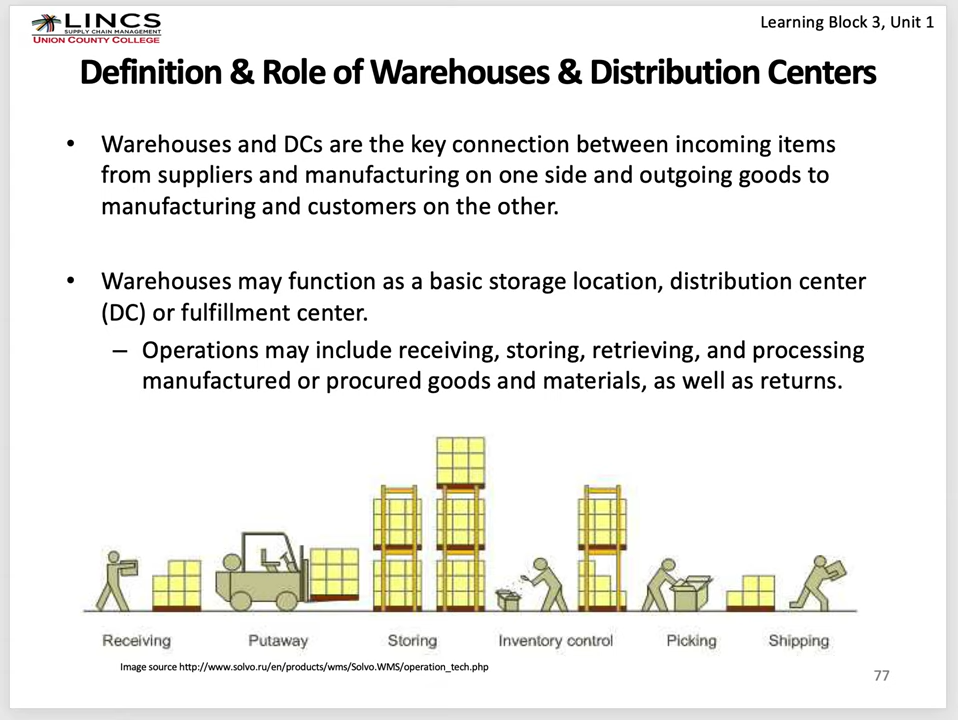 LINCS
SUPPLY CHAIN MANAGEMENT
UNION COUNTY COLLEGE
Learning Block 3, Unit 1
Definition & Role of Warehouses & Distribution Centers
• Warehouses and DCs are the key connection between incoming items
from suppliers and manufacturing on one side and outgoing goods to
manufacturing and customers on the other.
• Warehouses may function as a basic storage location, distribution center
(DC) or fulfillment center.
– Operations may include receiving, storing, retrieving, and processing
manufactured or procured goods and materials, as well as returns.
Receiving Putaway Storing Inventory control Picking Shipping
Image source http://www.solvo.ru/en/products/wms/Solvo.WMS/operation_tech.php
77